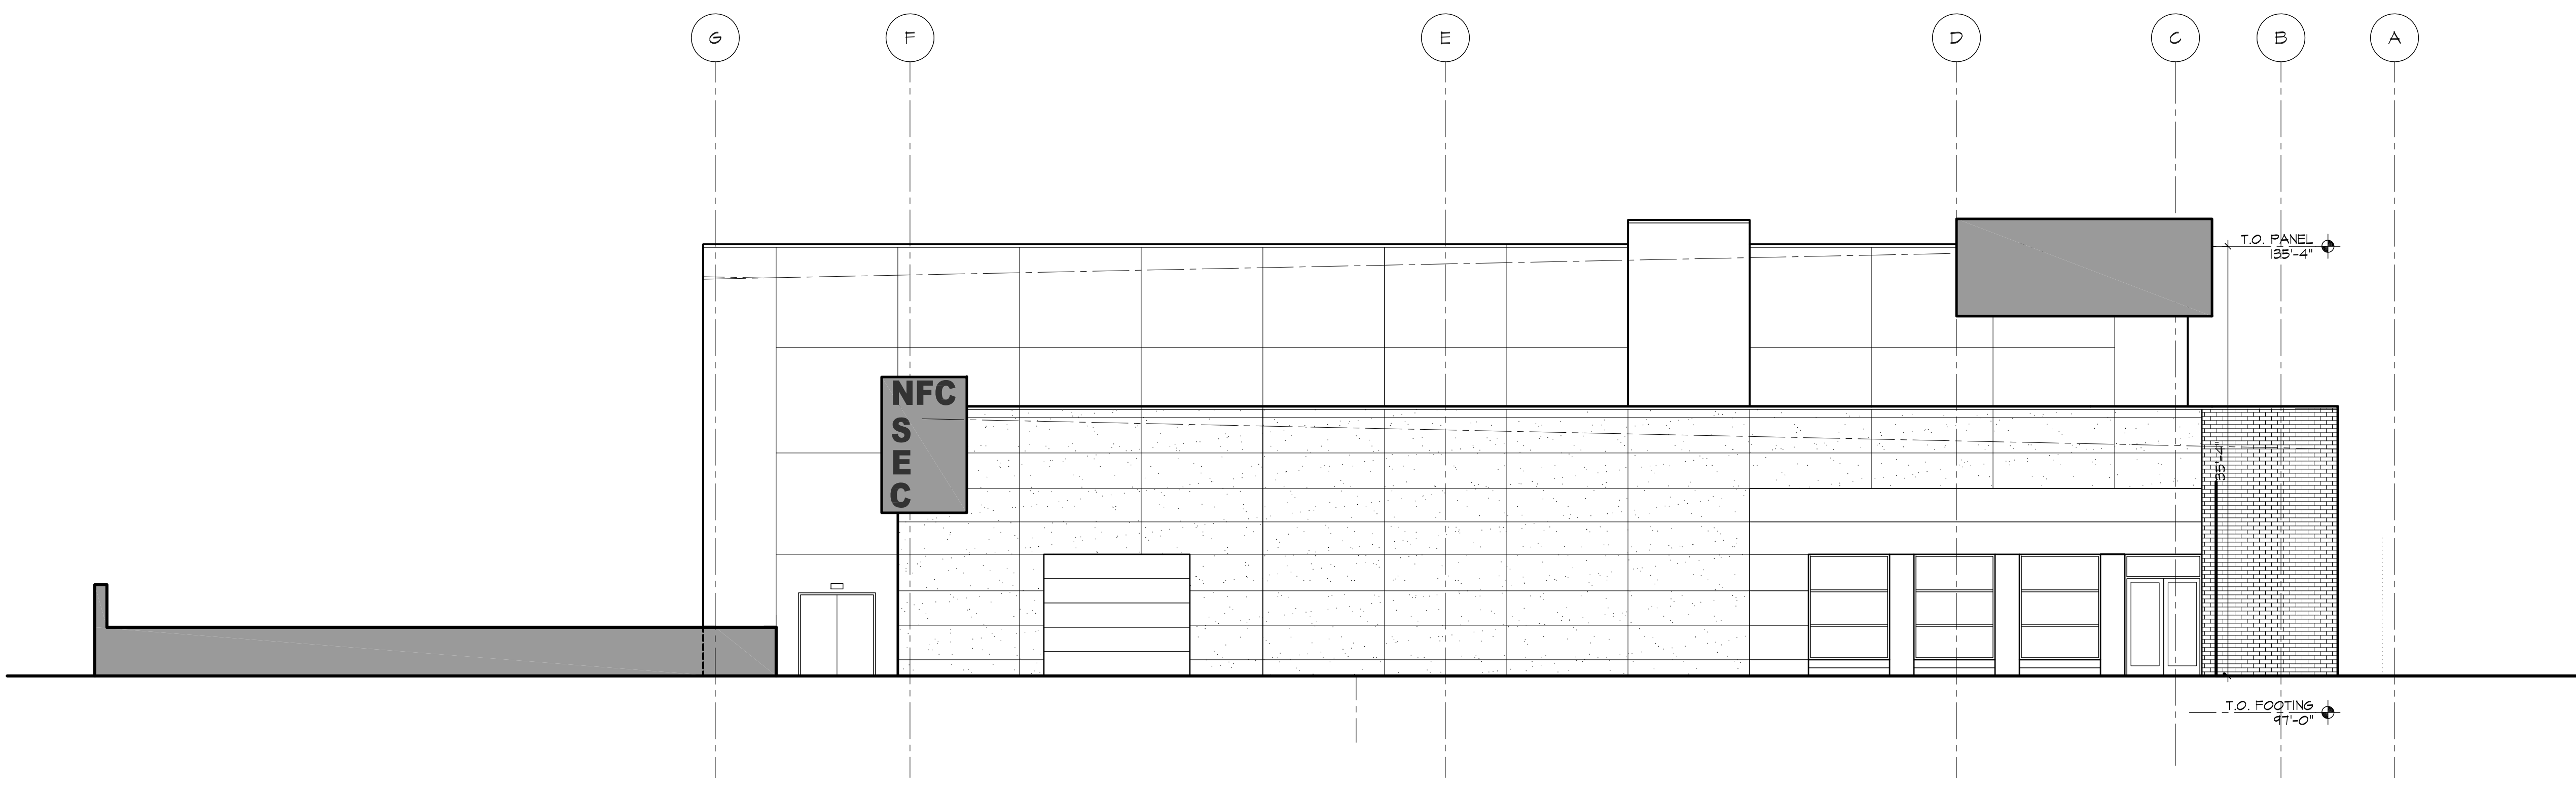 G
F
E
D
C
B
A
T.O. PANEL
135'-4"
NFC
S
E
C
35'-4"
T.O. FOOTING
97'-0"